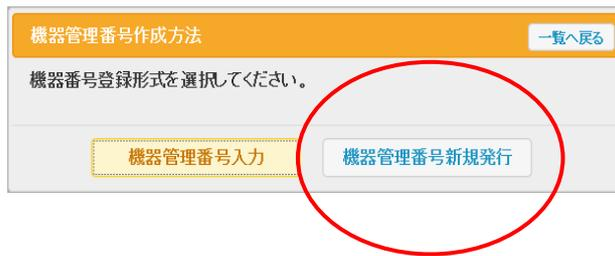 機器管理番号作成方法
一覧へ戻る
機器番号登録形式を選択してください。
機器管理番号入力
機器管理番号新規発行